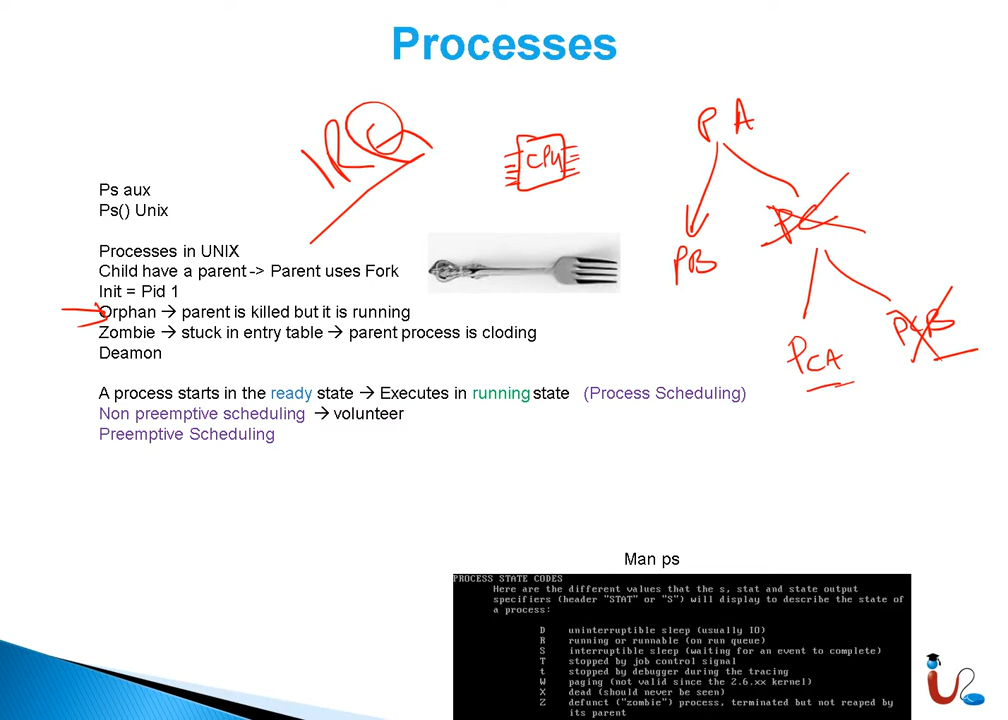 Processes
IRQ
CPU
P A
PB
PC
PCA
PCB
Ps aux
Ps() Unix
Processes in UNIX
Child have a parent -> Parent uses Fork
Init = Pid 1
Orphan → parent is killed but it is running
Zombie → stuck in entry table → parent process is cloding
Deamon
A process starts in the ready state → Executes in running state (Process Scheduling)
Non preemptive scheduling → volunteer
Preemptive Scheduling
Man ps
PROCESS STATE CODES
Here are the different values that the s, stat and state output
specifiers (header "STAT" or "S") will display to describe the state of
a process:
D uninterruptible sleep (usually IO)
R running or runnable (on run queue)
S interruptible sleep (waiting for an event to complete)
T stopped by job control signal
t stopped by debugger during the tracing
W paging (not valid since the 2.6.xx kernel)
X dead (should never be seen)
Z defunct ("zombie") process, terminated but not reaped by
its parent